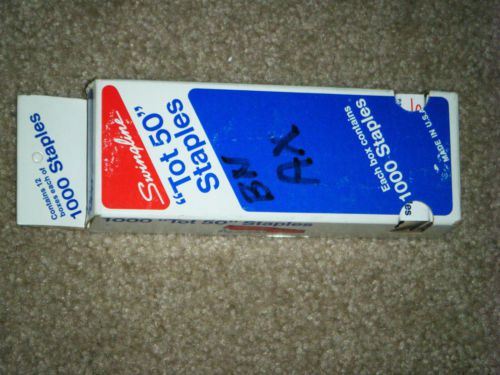 Contains 12
boxes each of
1000 Staples
Swingline
"Tot 50"
Staples
BN
AX
Each box contains
1000 Staples
MADE IN U.S.
1000 "Tot 50" Staples
les